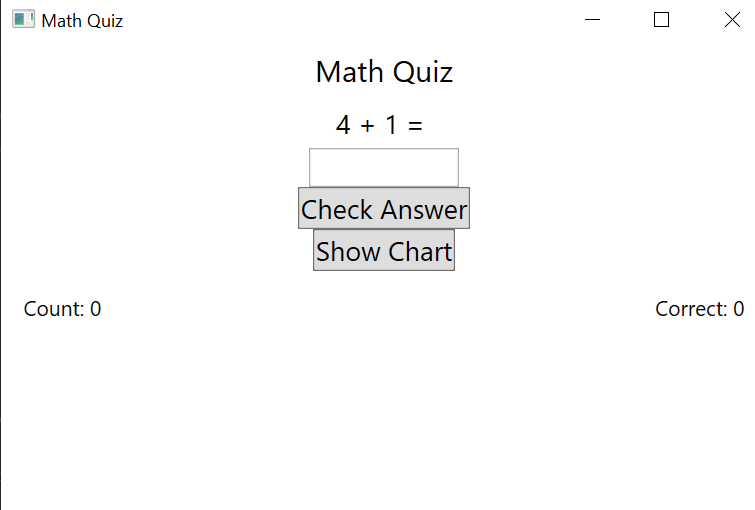 Math Quiz
Math Quiz
4 + 1 =
Check Answer
Show Chart
Count: 0
Correct: 0